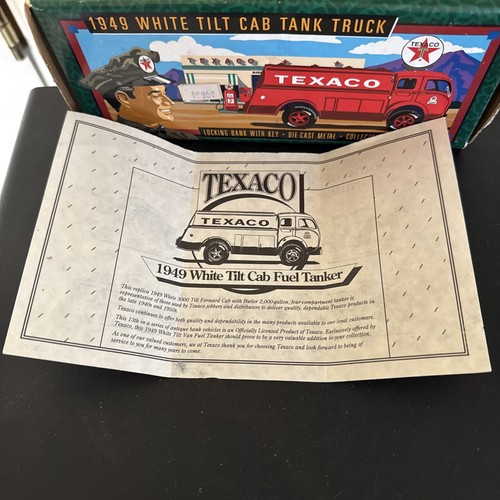 1949 WHITE TILT CAB TANK TRUCK
TEXACO
TEXACO
LOCKING BANK WITH KEY • DIE-CAST METAL •
TEXACO
TEXACO
1949 White Tilt Cab Fuel Tanker
This replica 1949 White 3000 Tilt Forward Cab with Butler 2,000-gallon, four-compartment tanker is
representative of those used by Texaco jobbers and distributors to deliver quality, dependable Texaco products in
the late 1940s and 1950s.
Texaco continues to offer both quality and dependability in the many products available to our loyal customers.
This 13th in a series of antique bank vehicles is an Officially Licensed Product of Texaco. Exclusively offered by
Texaco, this 1949 White Tilt Van Fuel Tanker should prove to be a very valuable addition to your collection.
As one of our valued customers, we at Texaco thank you for choosing Texaco and look forward to being of
service to you for many years to come.